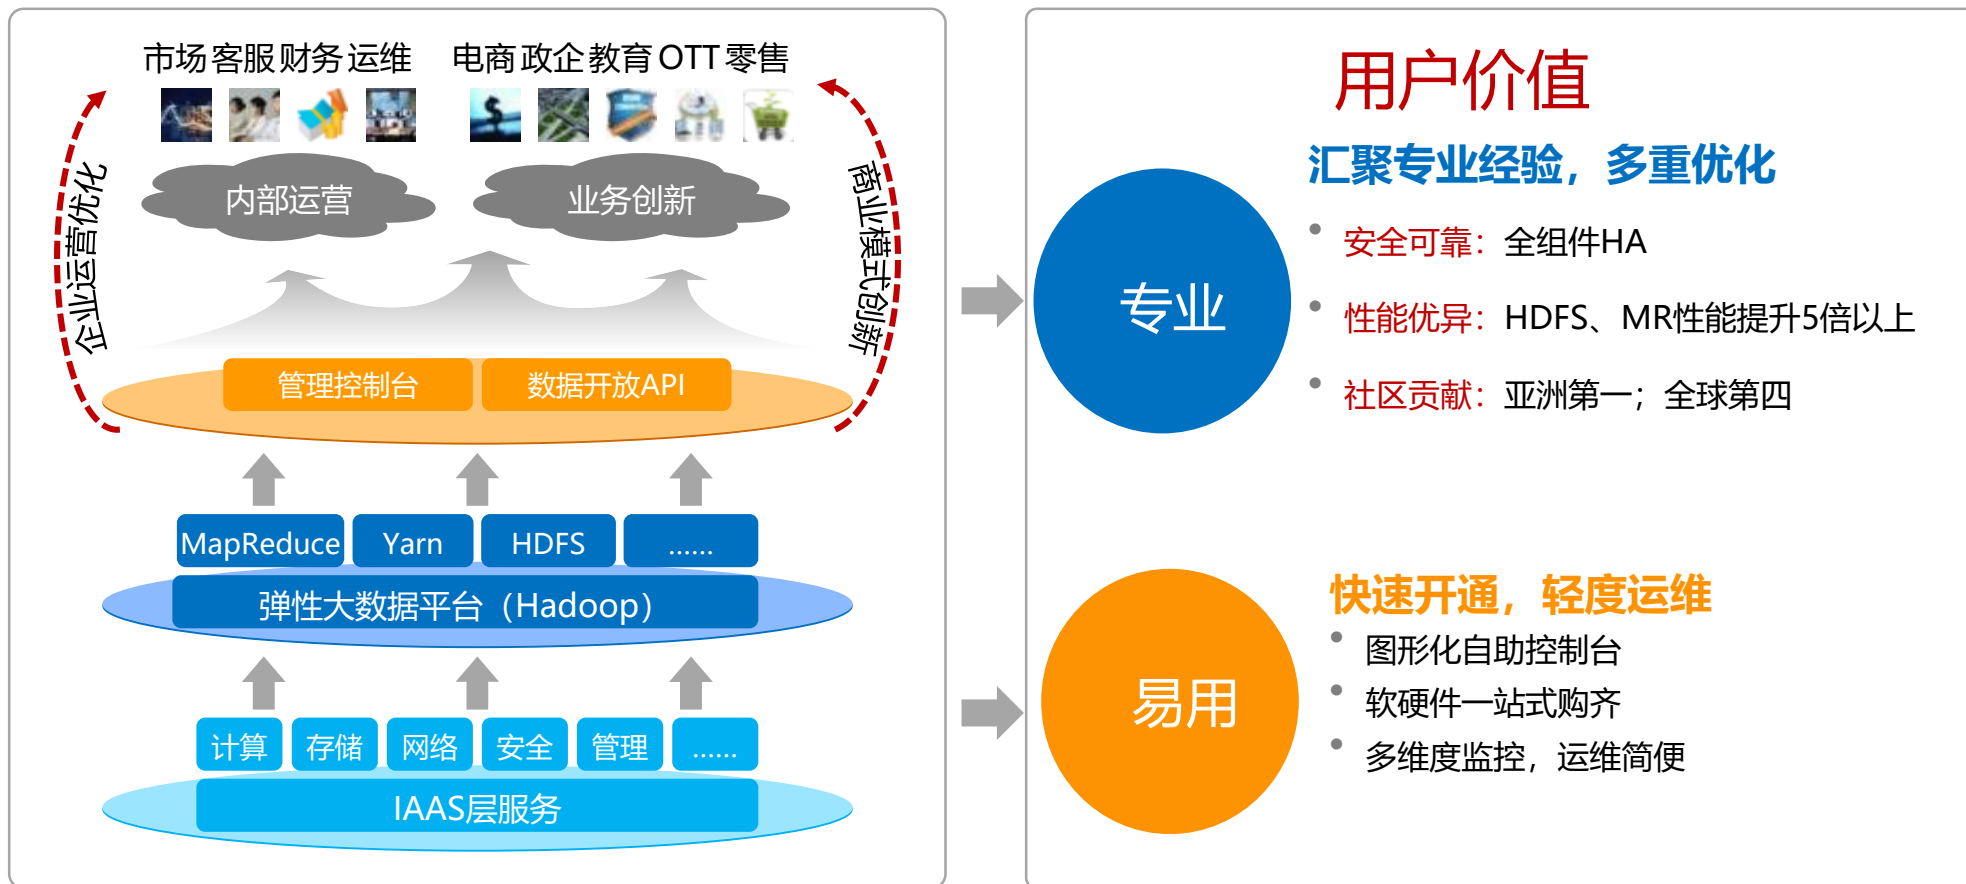 市场 客服 财务 运维
电商 政企 教育 OTT 零售
企业运营优化
内部运营
业务创新
商业模式创新
管理控制台
数据开放API
MapReduce
Yarn
HDFS
......
弹性大数据平台（Hadoop）
计算
存储
网络
安全
管理
......
IAAS层服务
用户价值
专业
汇聚专业经验，多重优化
• 安全可靠：全组件HA
• 性能优异：HDFS、MR性能提升5倍以上
• 社区贡献：亚洲第一；全球第四
易用
快速开通，轻度运维
• 图形化自助控制台
• 软硬件一站式购齐
• 多维度监控，运维简便